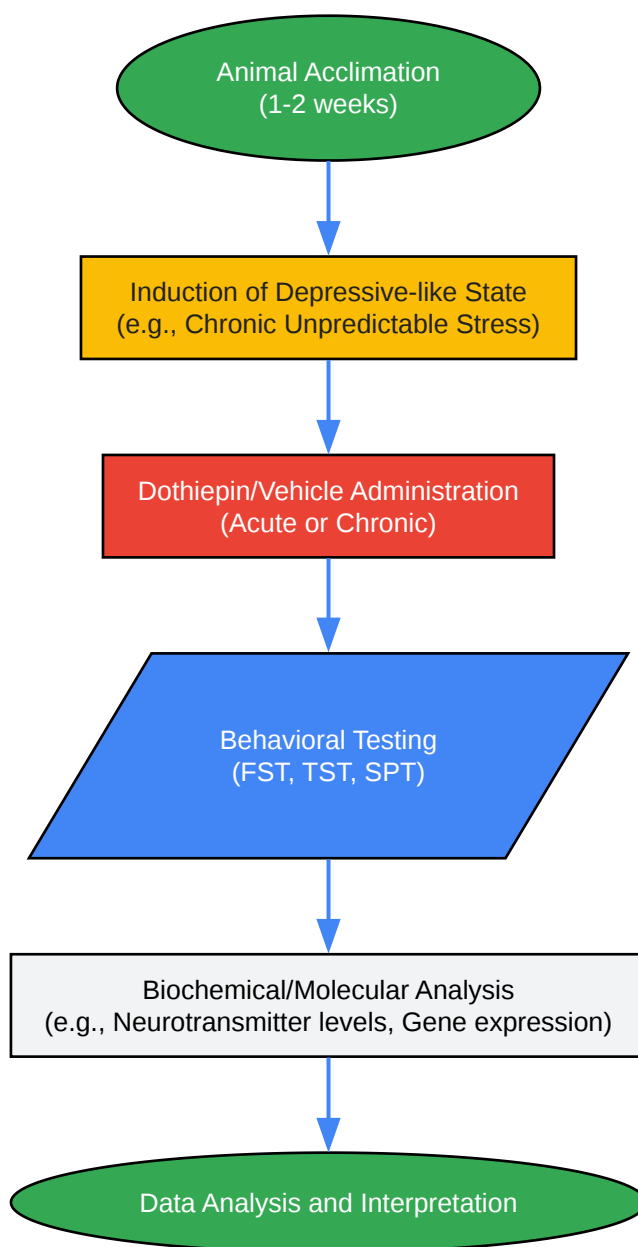 Animal Acclimation
(1-2 weeks)
Induction of Depressive-like State
(e.g., Chronic Unpredictable Stress)
Dothiepin/Vehicle Administration
(Acute or Chronic)
Behavioral Testing
(FST, TST, SPT)
Biochemical/Molecular Analysis
(e.g., Neurotransmitter levels, Gene expression)
Data Analysis and Interpretation